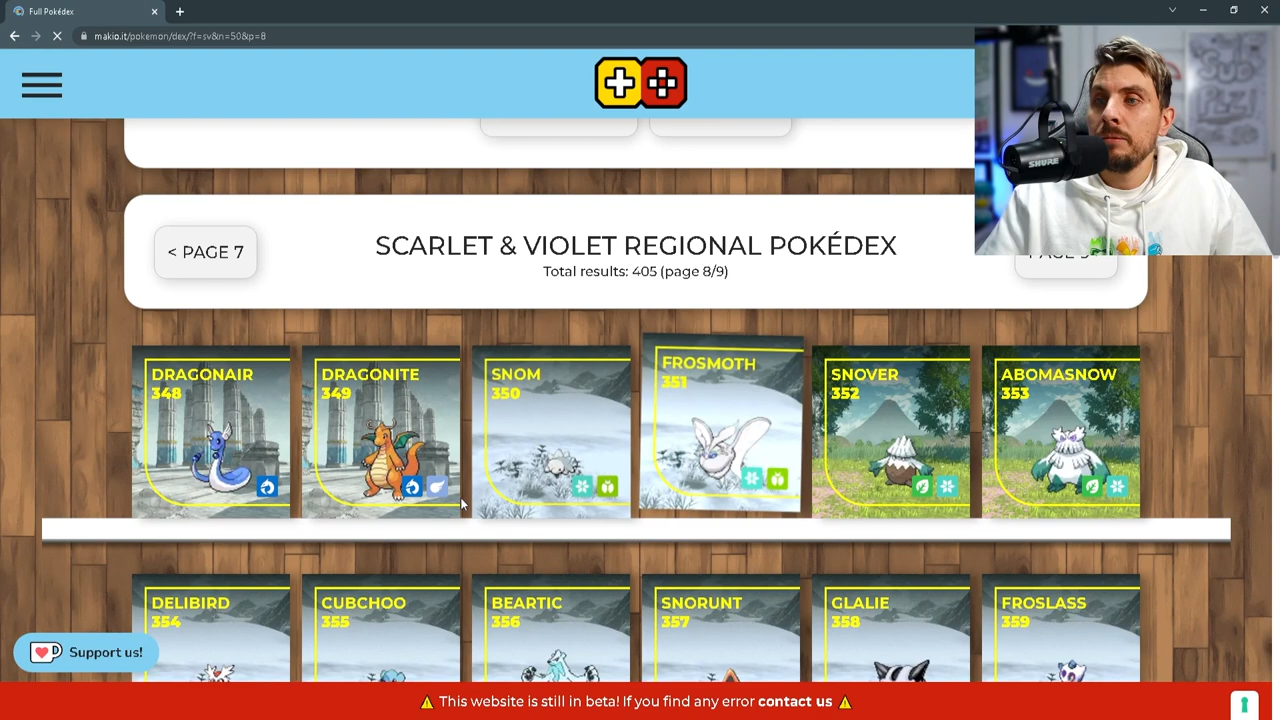 Full Pokédex
makio.it/pokemon/dex/?f=sv&n=50&p=8
SHURE
< PAGE 7
SCARLET & VIOLET REGIONAL POKÉDEX
Total results: 405 (page 8/9)
DRAGONAIR
348
DRAGONITE
349
SNOM
350
FROSMOTH
351
SNOVER
352
ABOMASNOW
353
DELIBIRD
354
CUBCHOO
355
BEARTIC
356
SNORUNT
357
GLALIE
358
FROSLASS
359
Support us!
⚠ This website is still in beta! If you find any error contact us ⚠